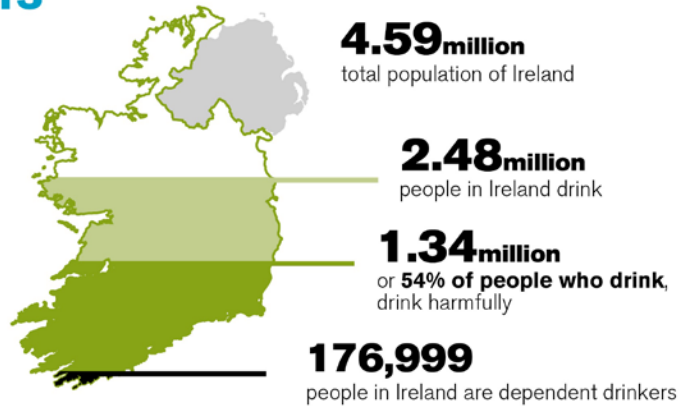 4.59million
total population of Ireland
2.48million
people in Ireland drink
1.34million
or 54% of people who drink,
drink harmfully
176,999
people in Ireland are dependent drinkers